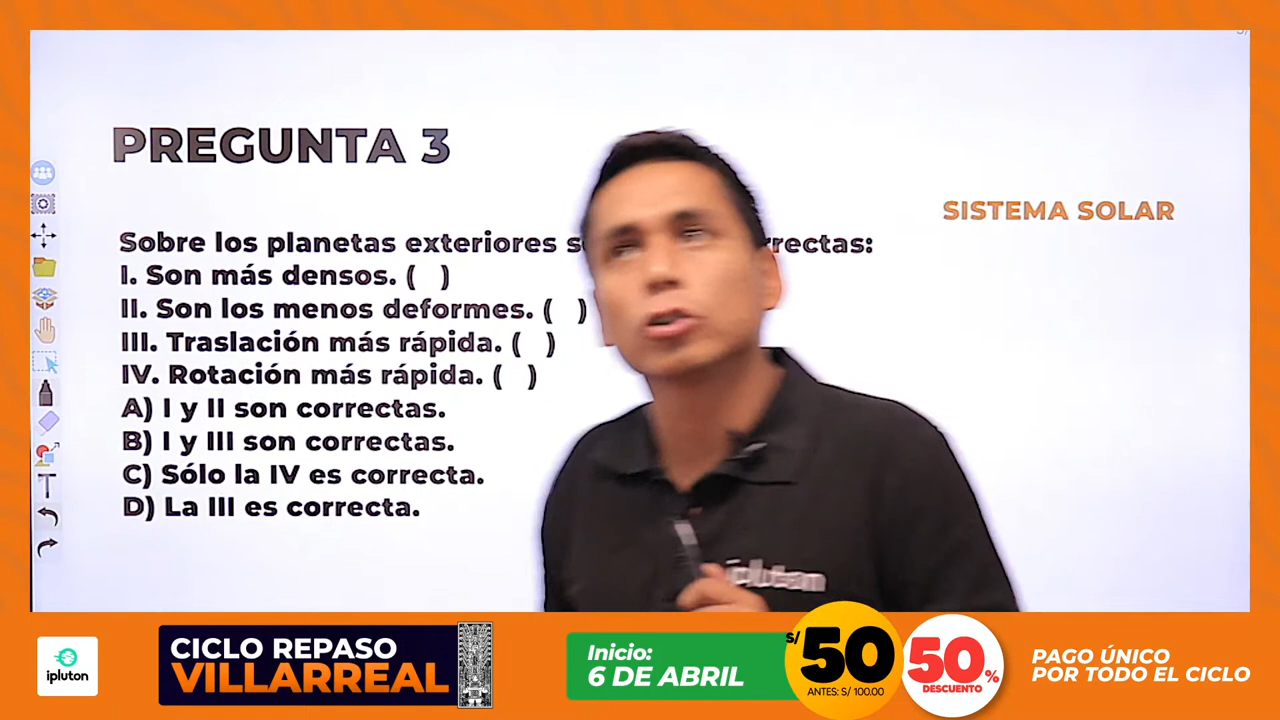 PREGUNTA 3
SISTEMA SOLAR
Sobre los planetas exteriores
I. Son más densos. ( )
II. Son los menos deformes. ( )
III. Traslación más rápida. ( )
IV. Rotación más rápida. ( )
A) I y II son correctas.
B) I y III son correctas.
C) Sólo la IV es correcta.
D) La III es correcta.
ipluton
ipluton
CICLO REPASO
VILLARREAL
Inicio:
6 DE ABRIL
S/ 50
ANTES: S/ 100.00
50%
DESCUENTO
PAGO ÚNICO
POR TODO EL CICLO